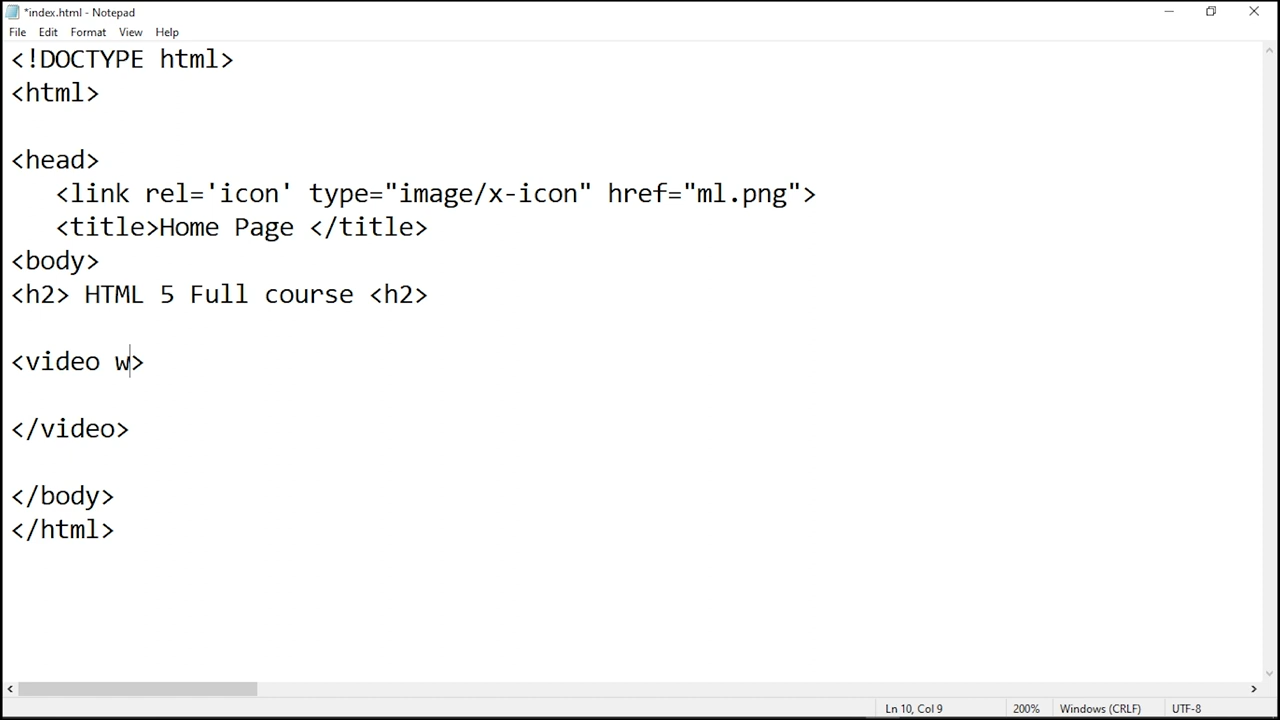 *index.html - Notepad
File Edit Format View Help
<!DOCTYPE html>
<html>
<head>
<link rel='icon' type="image/x-icon" href="ml.png">
<title>Home Page </title>
<body>
<h2> HTML 5 Full course <h2>
<video w>
</video>
</body>
</html>
Ln 10, Col 9 200% Windows (CRLF) UTF-8